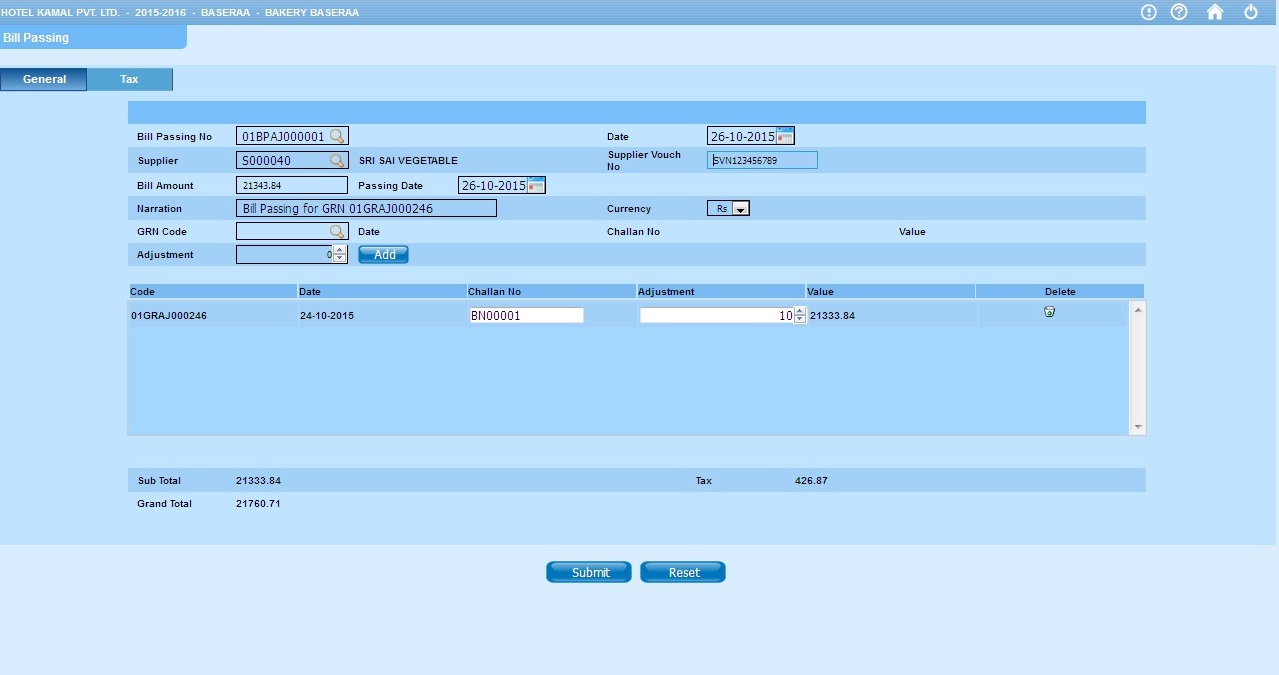 HOTEL KAMAL PVT. LTD. - 2015-2016 - BASERAA - BAKERY BASERAA
Bill Passing
General Tax
Bill Passing No 01BPAJ000001 Date 26-10-2015
Supplier S000040 SRI SAI VEGETABLE Supplier Vouch No SVN123456789
Bill Amount 21343.84 Passing Date 26-10-2015
Narration Bill Passing for GRN 01GRAJ000246 Currency Rs
GRN Code Date Challan No Value
Adjustment 0 Add
Code Date Challan No Adjustment Value Delete
01GRAJ000246 24-10-2015 BN00001 10 21333.84
Sub Total 21333.84 Tax 426.87
Grand Total 21760.71
Submit Reset